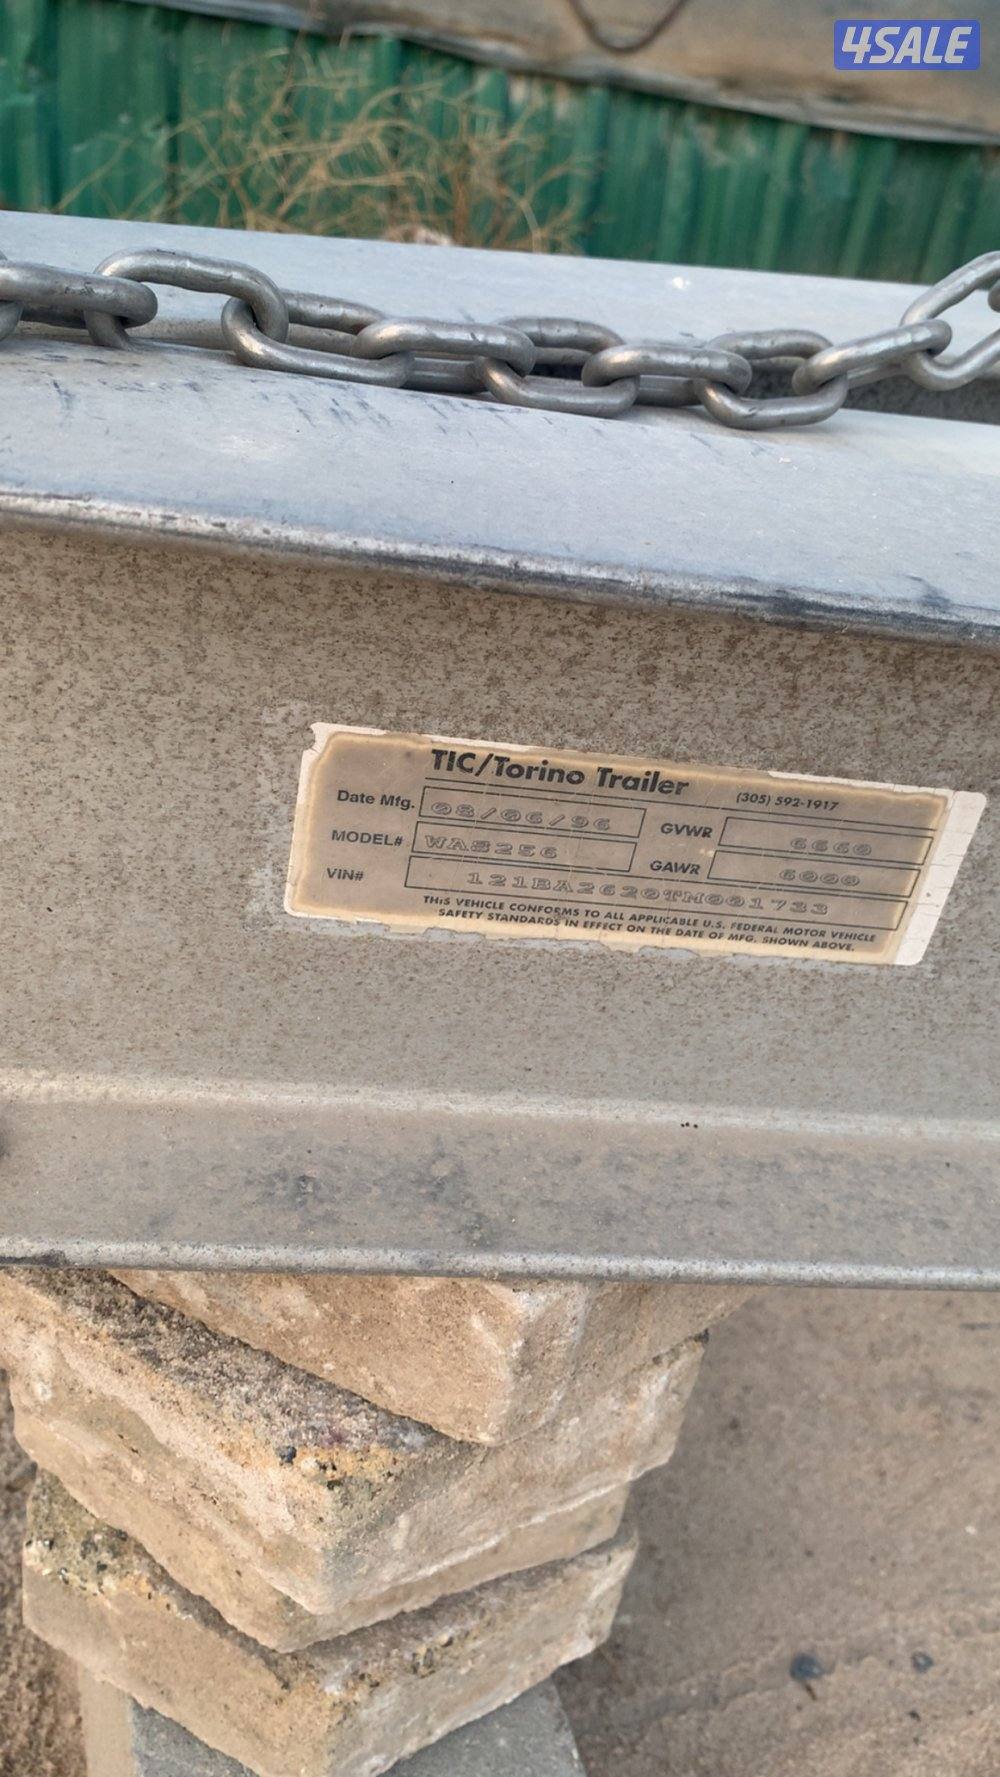 4SALE
TIC/Torino Trailer
(305) 592-1917
Date Mfg. 08/06/96 GVWR 6660
MODEL# WAS256 GAWR 6000
VIN# 121BA2620TM001733
THIS VEHICLE CONFORMS TO ALL APPLICABLE U.S. FEDERAL MOTOR VEHICLE
SAFETY STANDARDS IN EFFECT ON THE DATE OF MFG. SHOWN ABOVE.